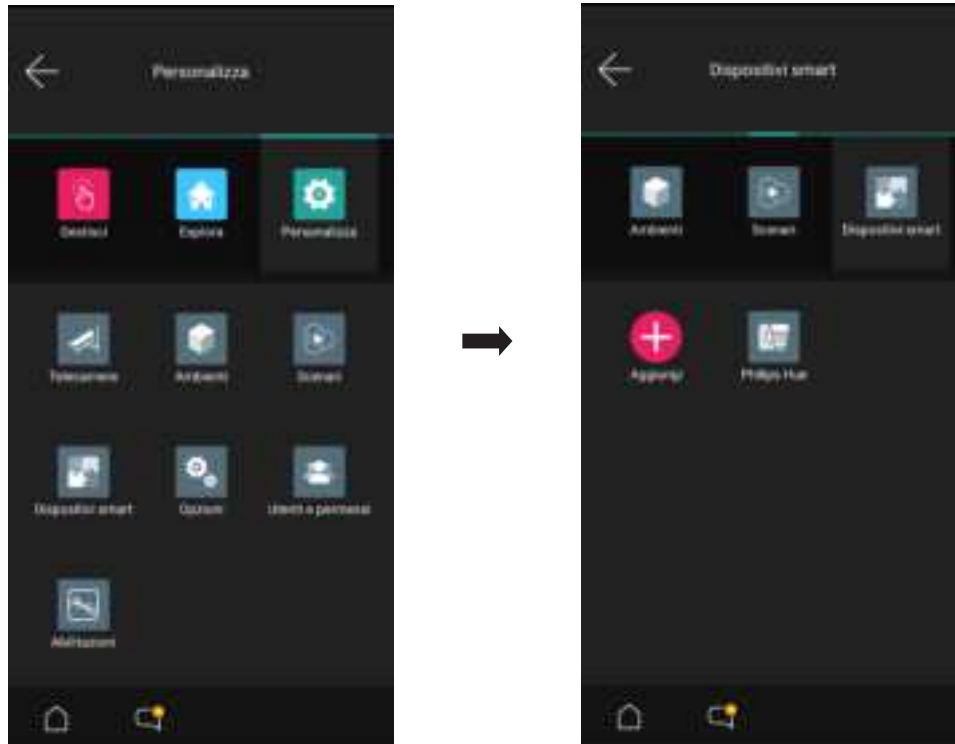 Personalizza
Gestisci Esplora Personalizza
Telecamere Ambienti Scenari
Dispositivi smart Opzioni Utenti e permessi
Abilitazioni
Dispositivi smart
Ambienti Scenari Dispositivi smart
Aggiungi Philips Hue